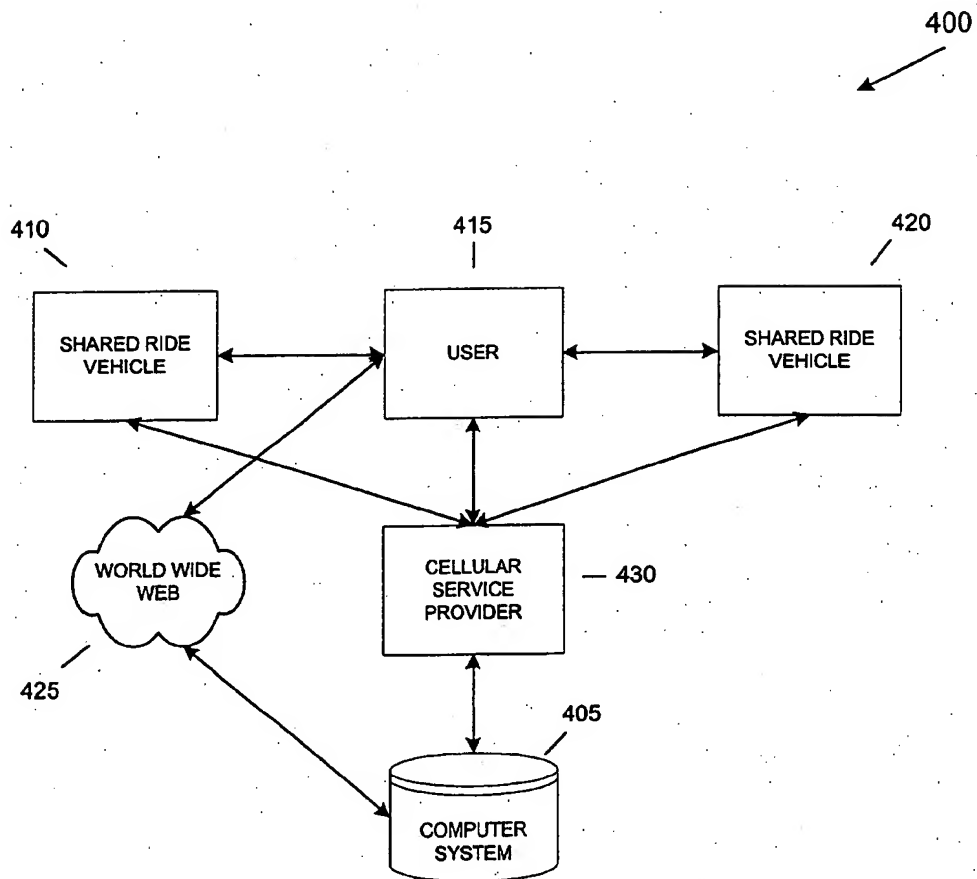 400
410
415
420
SHARED RIDE
VEHICLE
USER
SHARED RIDE
VEHICLE
WORLD WIDE
WEB
CELLULAR
SERVICE
PROVIDER
430
425
405
COMPUTER
SYSTEM